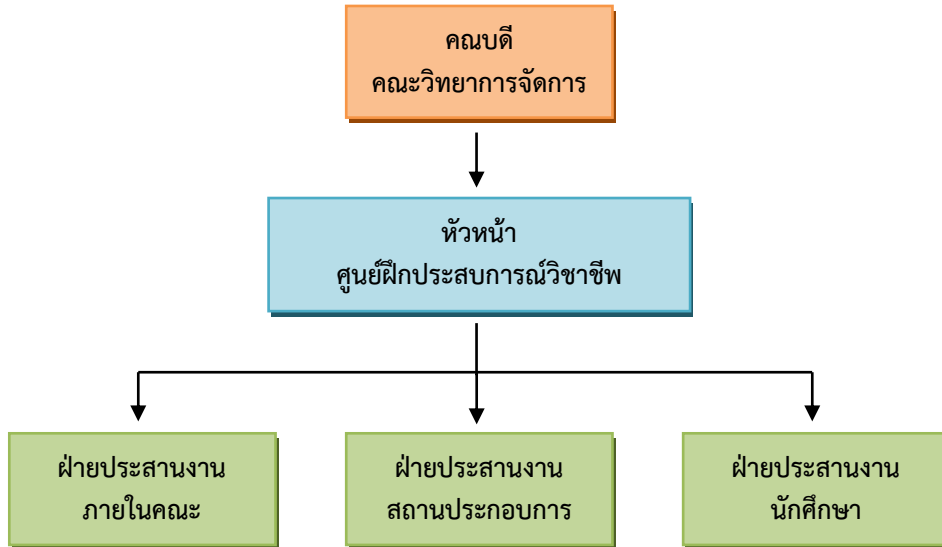 คณบดี
คณะวิทยาการจัดการ
หัวหน้า
ศูนย์ฝึกประสบการณ์วิชาชีพ
ฝ่ายประสานงาน
ภายในคณะ
ฝ่ายประสานงาน
สถานประกอบการ
ฝ่ายประสานงาน
นักศึกษา